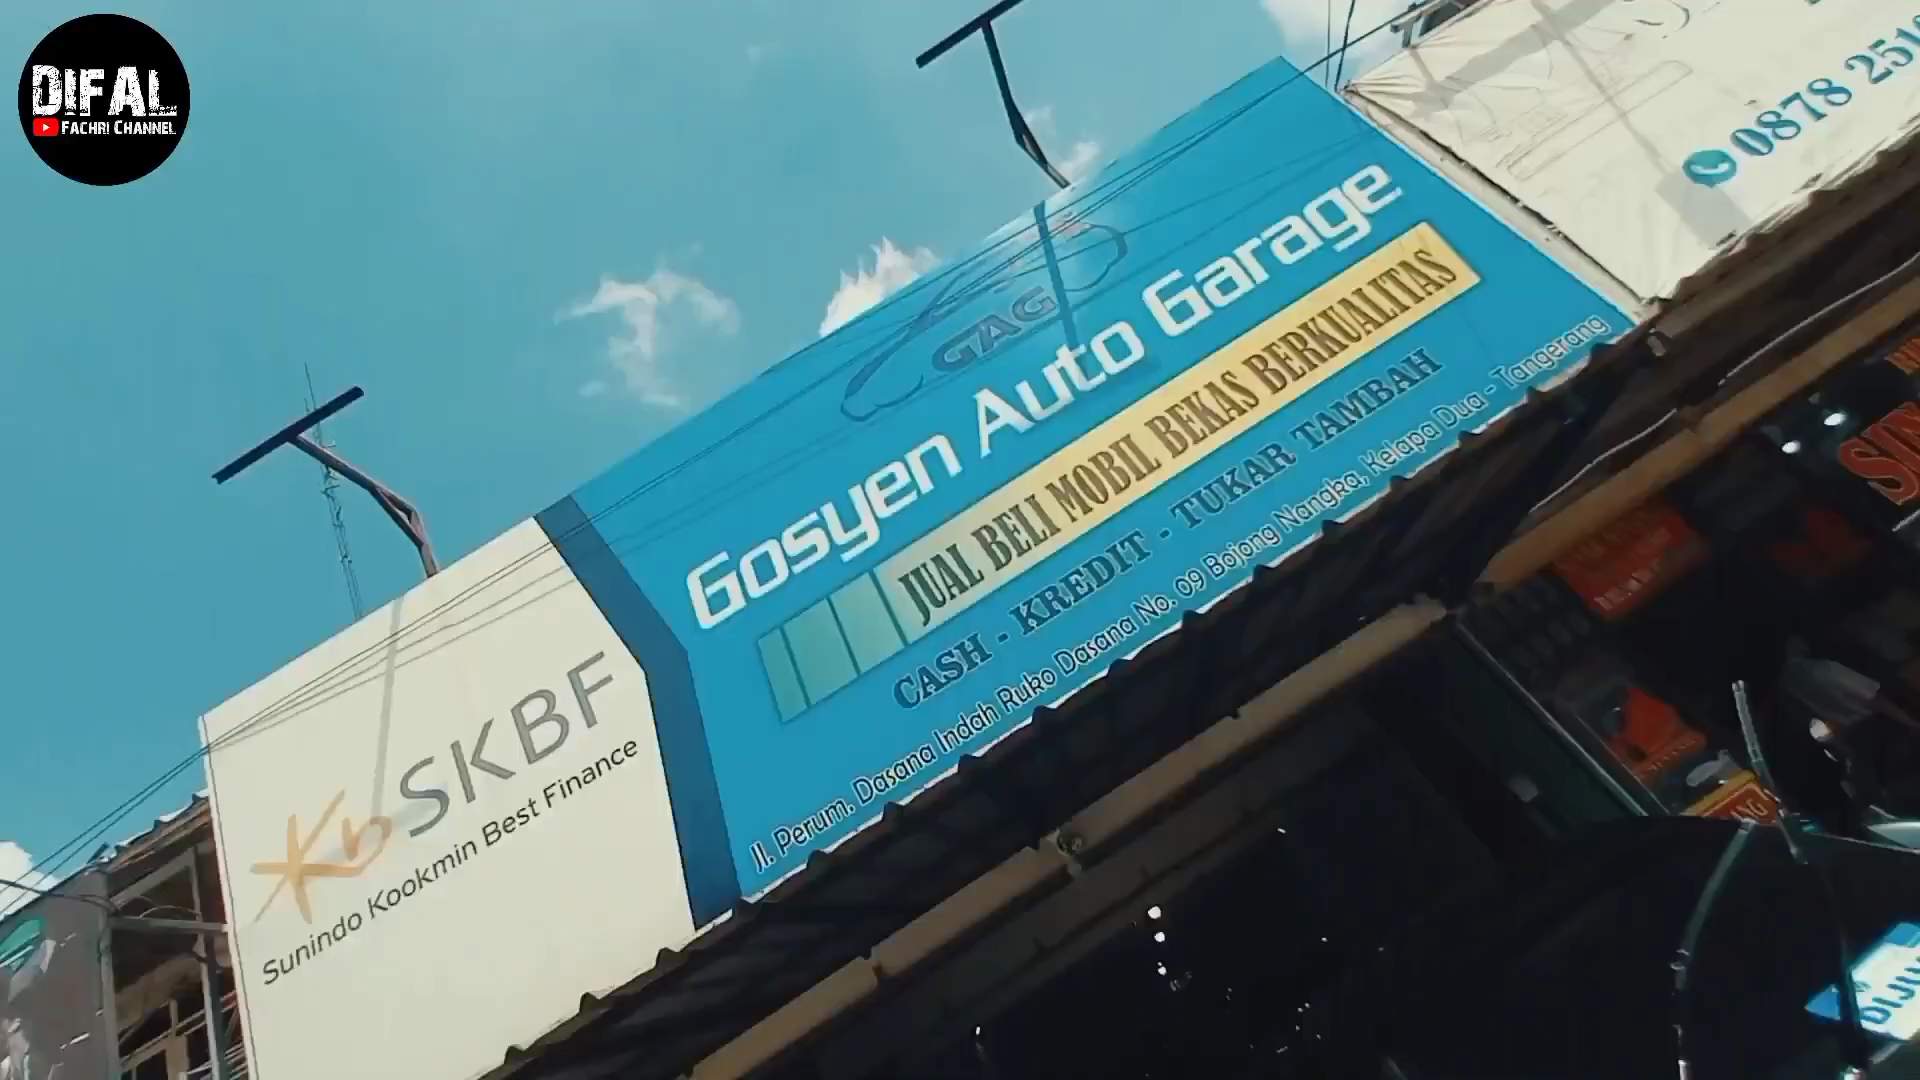 DIFAL
FACHRI CHANNEL
GAG
Gosyen Auto Garage
JUAL BELI MOBIL BEKAS BERKUALITAS
CASH - KREDIT - TUKAR TAMBAH
Jl. Perum. Dasana Indah Ruko Dasana No. 09 Bojong Nangka, Kelapa Dua - Tangerang
Kb SKBF
Sunindo Kookmin Best Finance
0878 251